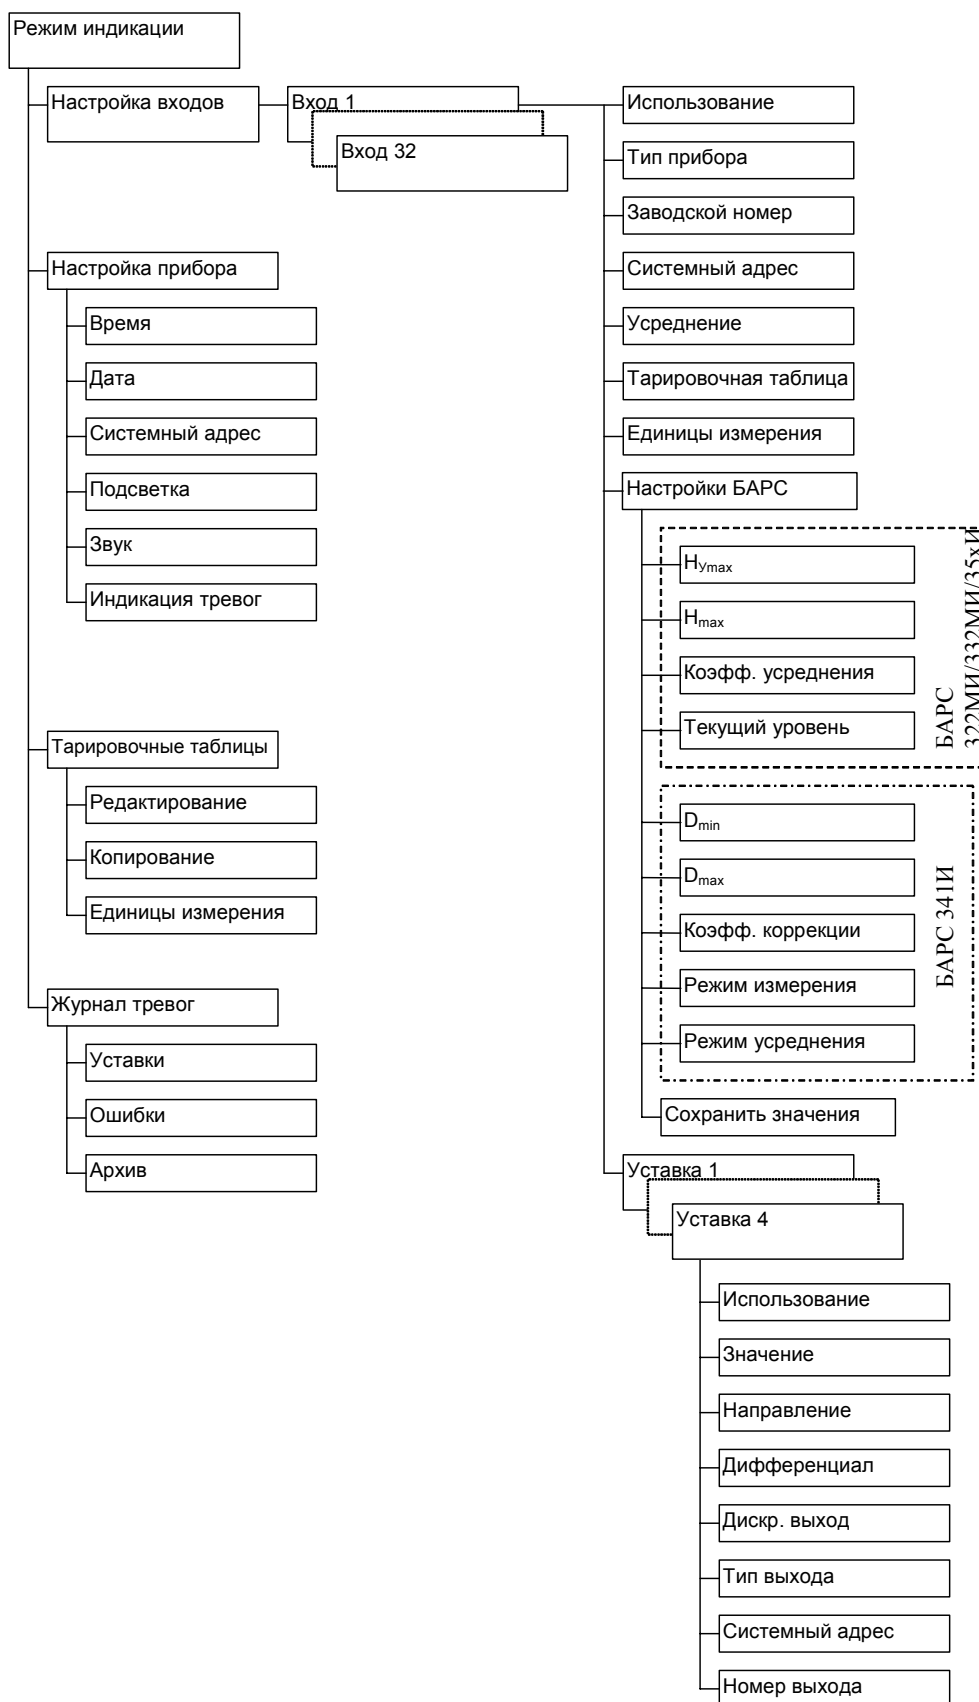 Режим индикации
Настройка входов
Вход 1
Вход 32
Использование
Тип прибора
Заводской номер
Системный адрес
Усреднение
Тарировочная таблица
Единицы измерения
Настройки БАРС
HУmax
Hmax
Коэфф. усреднения
Текущий уровень
БАРС
322МИ/332МИ/35хИ
Dmin
Dmax
Коэфф. коррекции
Режим измерения
Режим усреднения
БАРС 341И
Сохранить значения
Уставка 1
Уставка 4
Использование
Значение
Направление
Дифференциал
Дискр. выход
Тип выхода
Системный адрес
Номер выхода
Настройка прибора
Время
Дата
Системный адрес
Подсветка
Звук
Индикация тревог
Тарировочные таблицы
Редактирование
Копирование
Единицы измерения
Журнал тревог
Уставки
Ошибки
Архив